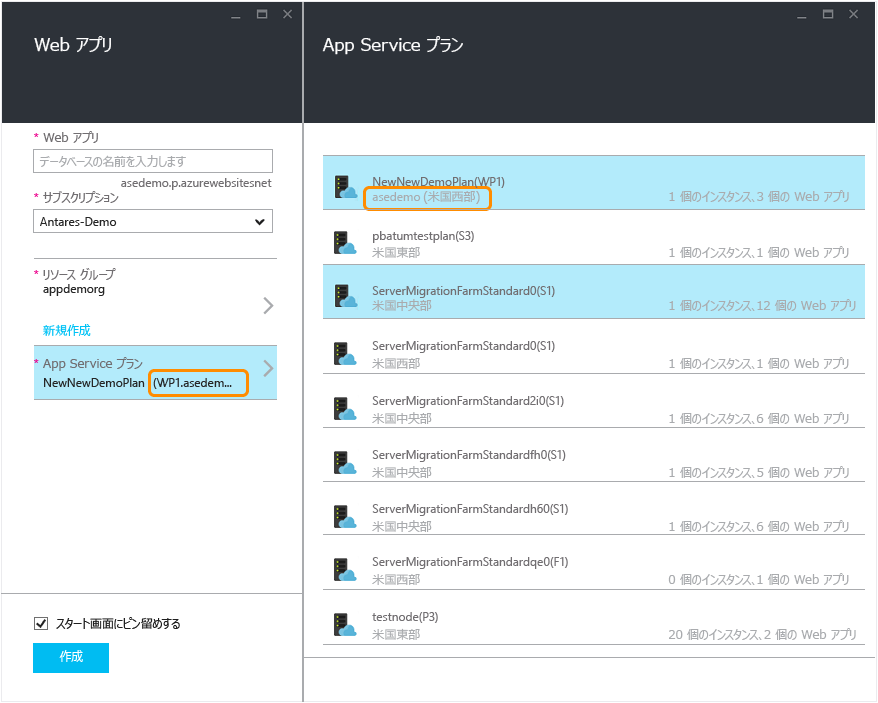 Web アプリ
* Web アプリ
データベースの名前を入力します
asedemo.p.azurewebsitesnet
* サブスクリプション
Antares-Demo
* リソース グループ
appdemorg
新規作成
* App Service プラン
NewNewDemoPlan (WP1.asedem...
スタート画面にピン留めする
作成
App Service プラン
NewNewDemoPlan(WP1)
asedemo (米国西部)
1 個のインスタンス、3 個の Web アプリ
pbatumtestplan(S3)
米国東部
1 個のインスタンス、1 個の Web アプリ
ServerMigrationFarmStandard0(S1)
米国中央部
1 個のインスタンス、12 個の Web アプリ
ServerMigrationFarmStandard0(S1)
米国西部
1 個のインスタンス、1 個の Web アプリ
ServerMigrationFarmStandard2i0(S1)
米国中央部
1 個のインスタンス、6 個の Web アプリ
ServerMigrationFarmStandardfh0(S1)
米国中央部
1 個のインスタンス、5 個の Web アプリ
ServerMigrationFarmStandardh60(S1)
米国中央部
1 個のインスタンス、6 個の Web アプリ
ServerMigrationFarmStandardqe0(F1)
米国西部
0 個のインスタンス、1 個の Web アプリ
testnode(P3)
米国東部
20 個のインスタンス、2 個の Web アプリ